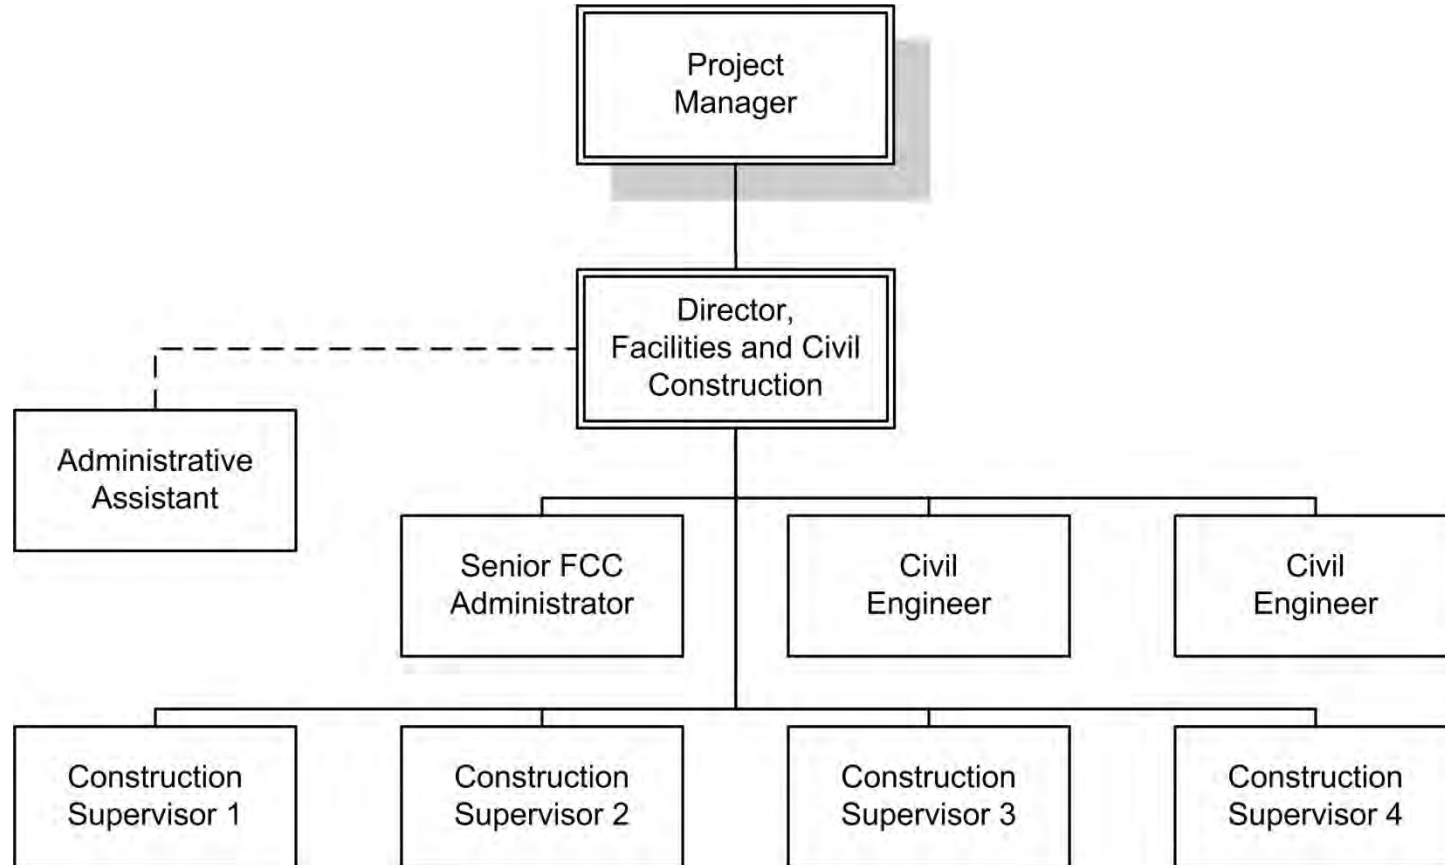 Project
Manager
Director,
Facilities and Civil
Construction
Administrative
Assistant
Senior FCC
Administrator
Civil
Engineer
Civil
Engineer
Construction
Supervisor 1
Construction
Supervisor 2
Construction
Supervisor 3
Construction
Supervisor 4